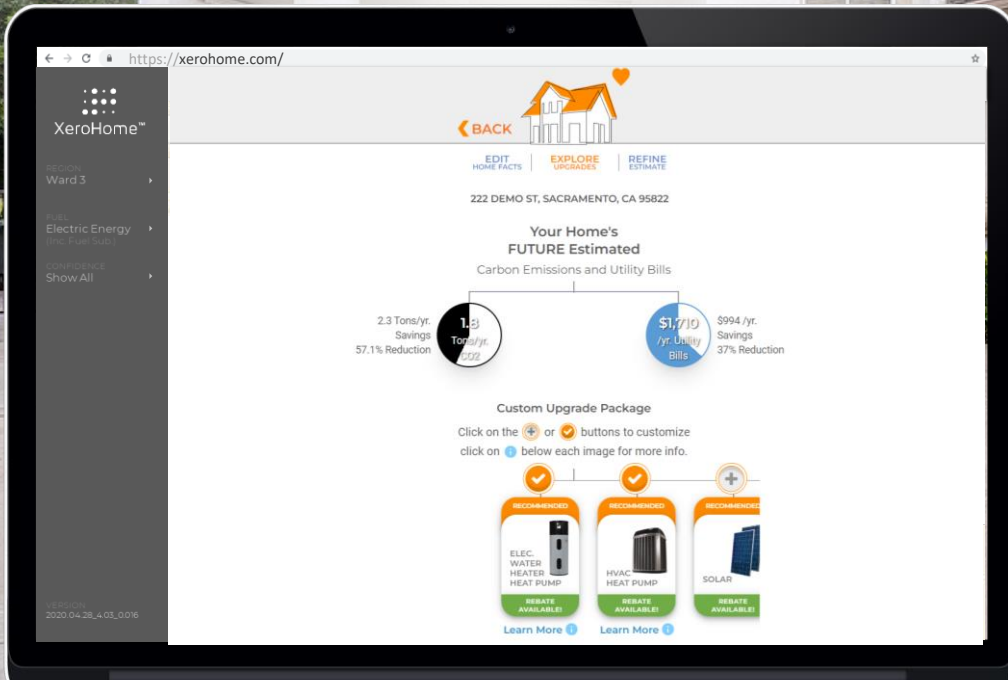 https://xerohome.com/
XeroHome™
REGION
Ward 3
FUEL
Electric Energy
(Inc. Fuel Sub.)
CONFIDENCE
Show All
VERSION
2020.04.28_4.03_0.016
BACK
EDIT
HOME FACTS
EXPLORE
UPGRADES
REFINE
ESTIMATE
222 DEMO ST, SACRAMENTO, CA 95822
Your Home's
FUTURE Estimated
Carbon Emissions and Utility Bills
2.3 Tons/yr.
Savings
57.1% Reduction
1.8
Tons/yr.
CO2
$1,710
/yr. Utility
Bills
$994 /yr.
Savings
37% Reduction
Custom Upgrade Package
Click on the + or buttons to customize
click on i below each image for more info.
RECOMMENDED
ELEC.
WATER
HEATER
HEAT PUMP
REBATE
AVAILABLE!
Learn More i
RECOMMENDED
HVAC
HEAT PUMP
REBATE
AVAILABLE!
Learn More i
RECOMMENDED
SOLAR
REBATE
AVAILABLE!